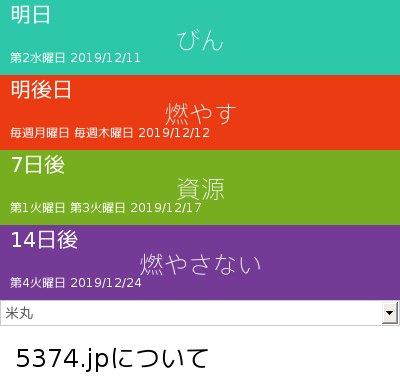 明日
びん
第2水曜日 2019/12/11
明後日
燃やす
毎週月曜日 毎週木曜日 2019/12/12
7日後
資源
第1火曜日 第3火曜日 2019/12/17
14日後
燃やさない
第4火曜日 2019/12/24
米丸
5374.jpについて